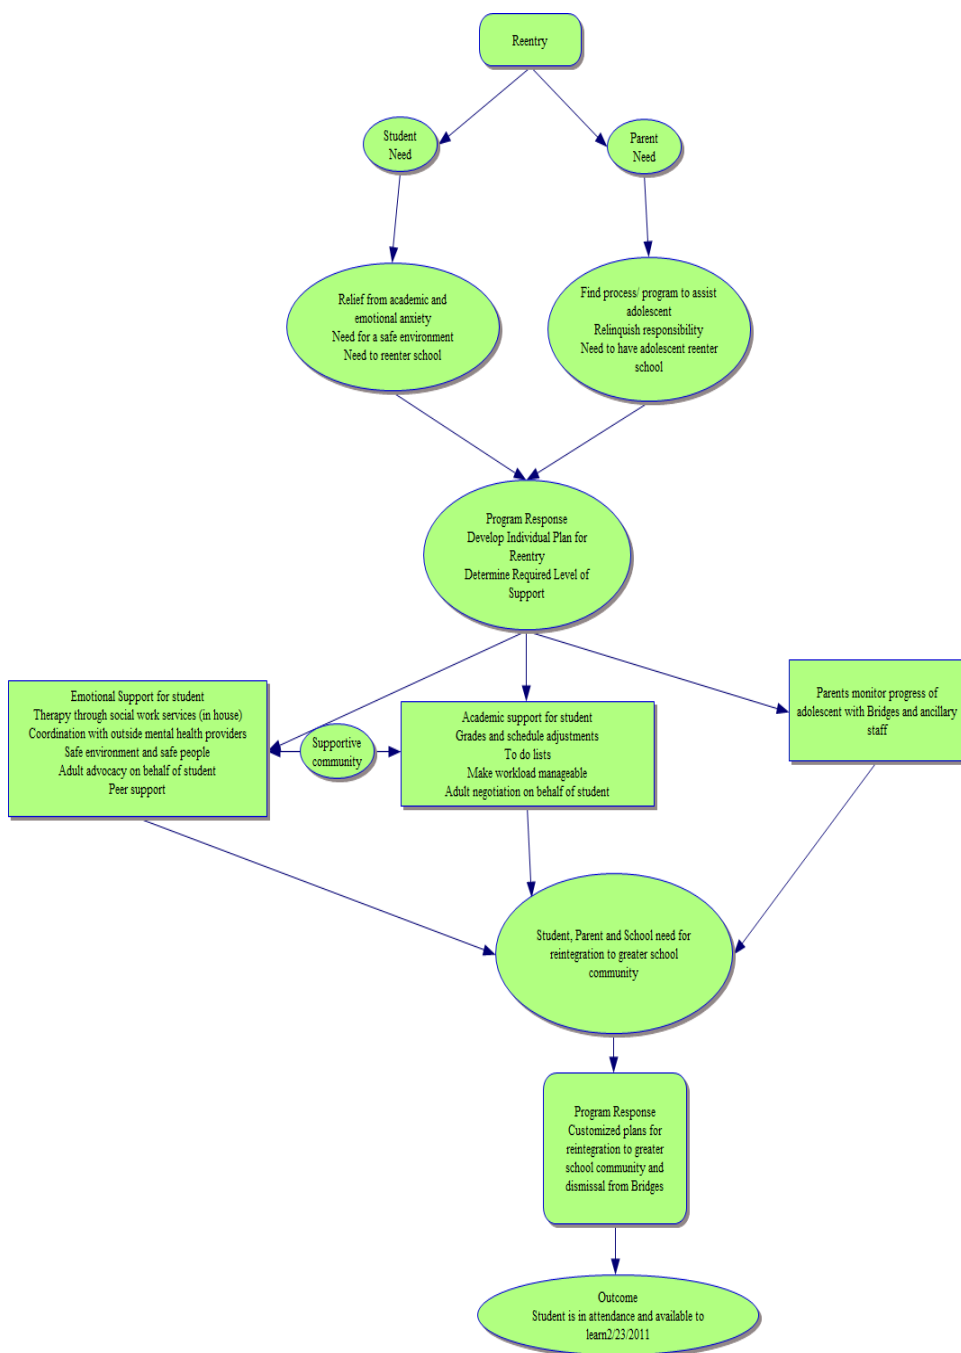 Reentry
Student
Need
Parent
Need
Relief from academic and
emotional anxiety
Need for a safe environment
Need to reenter school
Find process/ program to assist
adolescent
Relinquish responsibility
Need to have adolescent reenter
school
Program Response
Develop Individual Plan for
Reentry
Determine Required Level of
Support
Emotional Support for student
Therapy through social work services (in house)
Coordination with outside mental health providers
Safe environment and safe people
Adult advocacy on behalf of student
Peer support
Supportive
community
Academic support for student
Grades and schedule adjustments
To do lists
Make workload manageable
Adult negotiation on behalf of student
Parents monitor progress of
adolescent with Bridges and ancillary
staff
Student, Parent and School need for
reintegration to greater school
community
Program Response
Customized plans for
reintegration to greater
school community and
dismissal from Bridges
Outcome
Student is in attendance and available to
learn2/23/2011